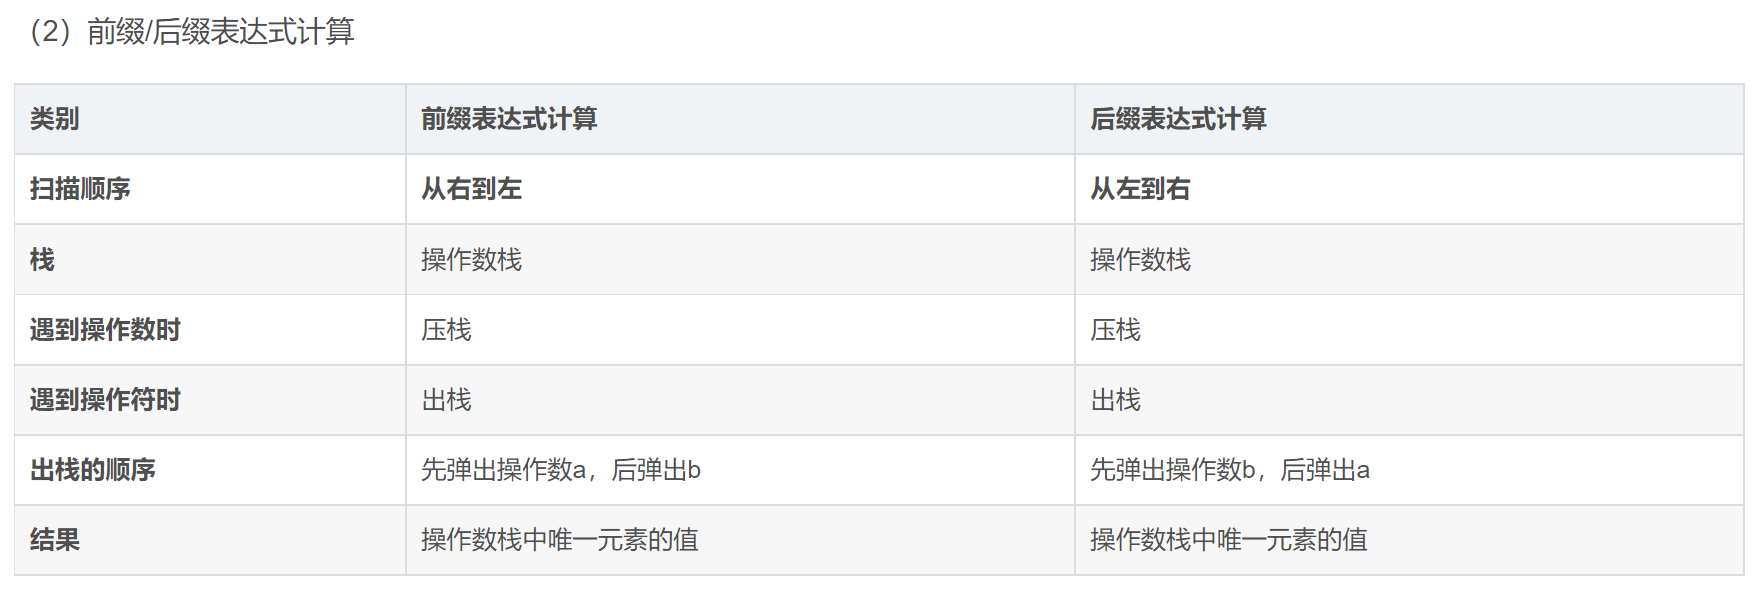 （2）前缀/后缀表达式计算
类别 前缀表达式计算 后缀表达式计算
扫描顺序 从右到左 从左到右
栈 操作数栈 操作数栈
遇到操作数时 压栈 压栈
遇到操作符时 出栈 出栈
出栈的顺序 先弹出操作数a，后弹出b 先弹出操作数b，后弹出a
结果 操作数栈中唯一元素的值 操作数栈中唯一元素的值